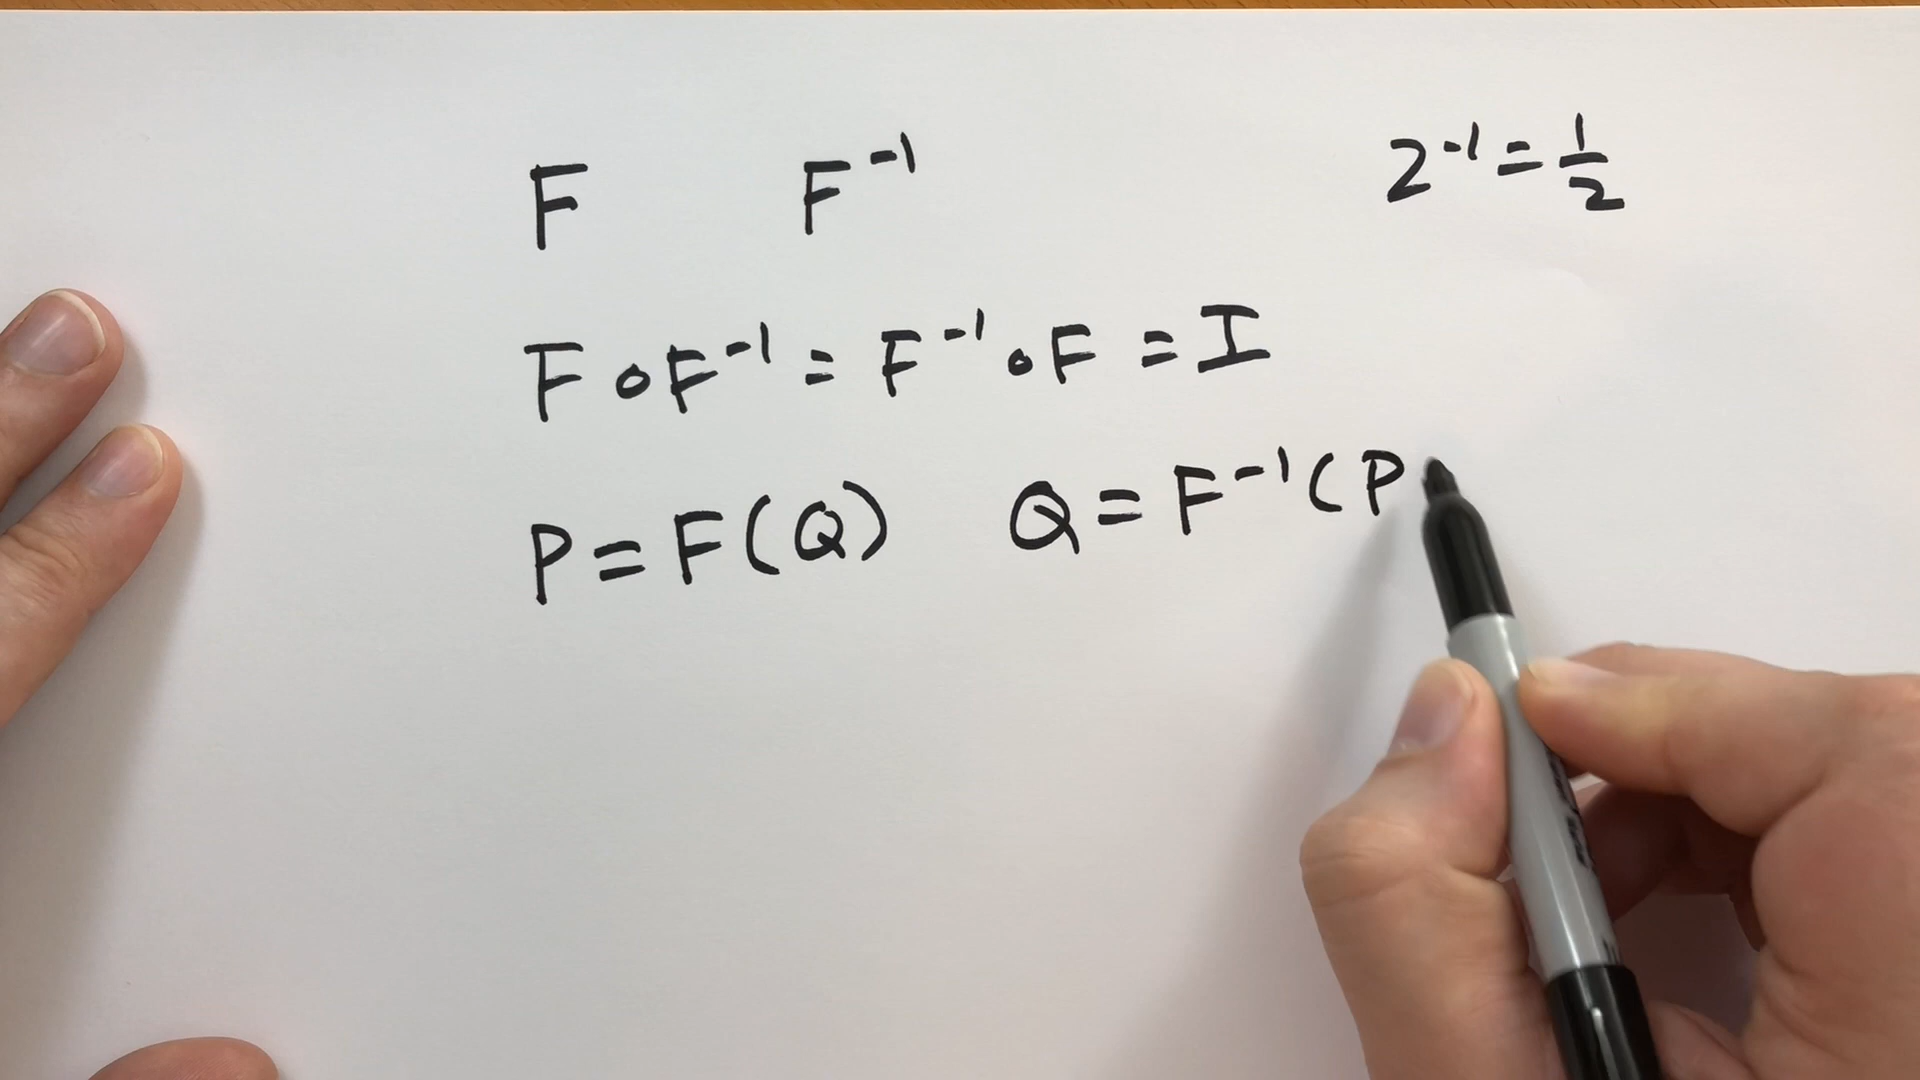 F F⁻¹ 2⁻¹ = 1/2
F∘F⁻¹ = F⁻¹∘F = I
P = F(Q) Q = F⁻¹(P